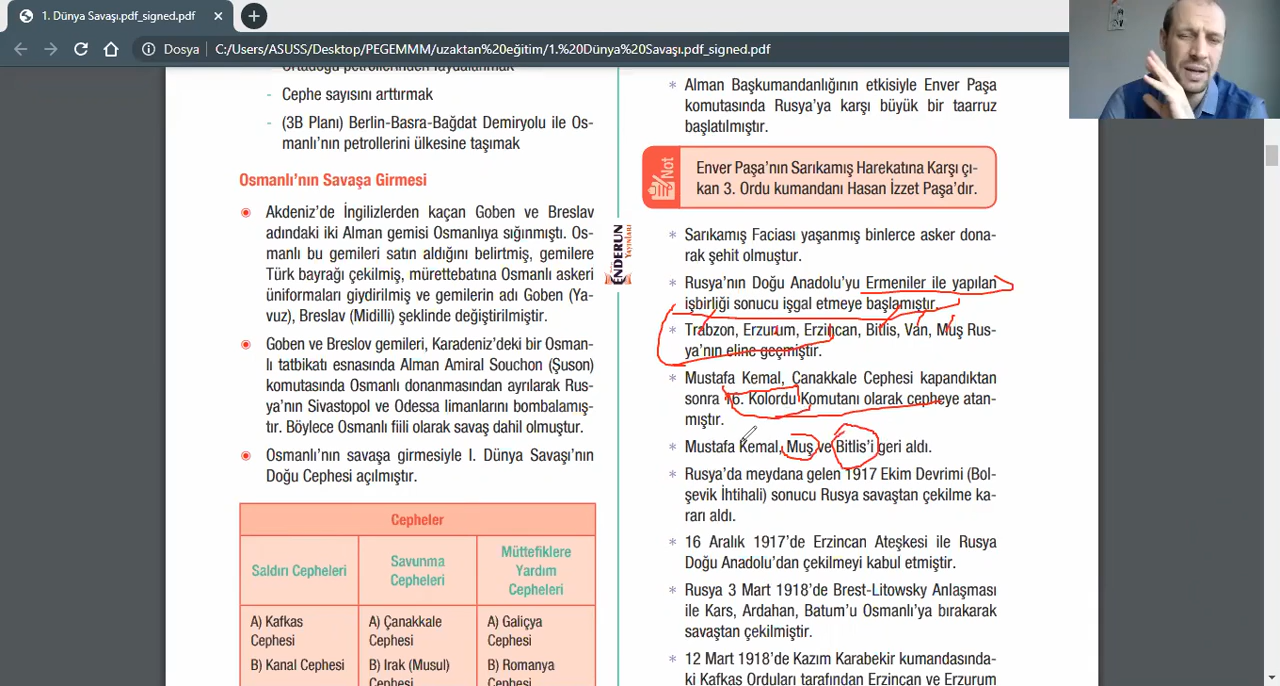 1. Dünya Savaşı.pdf_signed.pdf
Dosya
C:/Users/ASUSS/Desktop/PEGEMMM/uzaktan%20eğitim/1.%20Dünya%20Savaşı.pdf_signed.pdf
Ortadoğu petrollerinden faydalanmak
- Cephe sayısını arttırmak
- (3B Planı) Berlin-Basra-Bağdat Demiryolu ile Os-
manlı'nın petrollerini ülkesine taşımak
Osmanlı'nın Savaşa Girmesi
Akdeniz'de İngilizlerden kaçan Goben ve Breslav
adındaki iki Alman gemisi Osmanlıya sığınmıştı. Os-
manlı bu gemileri satın aldığını belirtmiş, gemilere
Türk bayrağı çekilmiş, mürettebatına Osmanlı askeri
üniformaları giydirilmiş ve gemilerin adı Goben (Ya-
vuz), Breslav (Midilli) şeklinde değiştirilmiştir.
Goben ve Breslov gemileri, Karadeniz'deki bir Osman-
lı tatbikatı esnasında Alman Amiral Souchon (Şuson)
komutasında Osmanlı donanmasından ayrılarak Rus-
ya'nın Sivastopol ve Odessa limanlarını bombalamış-
tır. Böylece Osmanlı fiili olarak savaş dahil olmuştur.
Osmanlı'nın savaşa girmesiyle I. Dünya Savaşı'nın
Doğu Cephesi açılmıştır.
Cepheler
Saldırı Cepheleri
Savunma
Cepheleri
Müttefiklere
Yardım
Cepheleri
A) Kafkas
Cephesi
B) Kanal Cephesi
A) Çanakkale
Cephesi
B) Irak (Musul)
Cephesi
A) Galiçya
Cephesi
B) Romanya
Cephesi
ENDERUN
Yayınları
Alman Başkumandanlığının etkisiyle Enver Paşa
komutasında Rusya'ya karşı büyük bir taarruz
başlatılmıştır.
Not
Enver Paşa'nın Sarıkamış Harekatına Karşı çı-
kan 3. Ordu kumandanı Hasan İzzet Paşa'dır.
* Sarıkamış Faciası yaşanmış binlerce asker dona-
rak şehit olmuştur.
* Rusya'nın Doğu Anadolu'yu Ermeniler ile yapılan
işbirliği sonucu işgal etmeye başlamıştır.
* Trabzon, Erzurum, Erzincan, Bitlis, Van, Muş Rus-
ya'nın eline geçmiştir.
* Mustafa Kemal, Çanakkale Cephesi kapandıktan
sonra 16. Kolordu Komutanı olarak cepheye atan-
mıştır.
* Mustafa Kemal, Muş ve Bitlis'i geri aldı.
* Rusya'da meydana gelen 1917 Ekim Devrimi (Bol-
şevik İhtihali) sonucu Rusya savaştan çekilme ka-
rarı aldı.
* 16 Aralık 1917'de Erzincan Ateşkesi ile Rusya
Doğu Anadolu'dan çekilmeyi kabul etmiştir.
* Rusya 3 Mart 1918'de Brest-Litowsky Anlaşması
ile Kars, Ardahan, Batum'u Osmanlı'ya bırakarak
savaştan çekilmiştir.
* 12 Mart 1918'de Kazım Karabekir kumandasında-
ki Kafkas Orduları tarafından Erzincan ve Erzurum